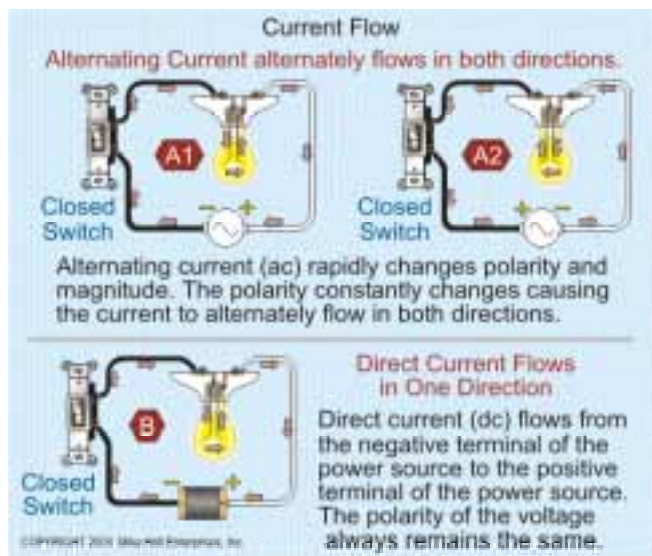 Current Flow
Alternating Current alternately flows in both directions.
A1
A2
Closed
Switch
- +
Closed
Switch
+ -
Alternating current (ac) rapidly changes polarity and
magnitude. The polarity constantly changes causing
the current to alternately flow in both directions.
B
Closed
Switch
- +
Direct Current Flows
in One Direction
Direct current (dc) flows from
the negative terminal of the
power source to the positive
terminal of the power source.
The polarity of the voltage
always remains the same.
COPYRIGHT